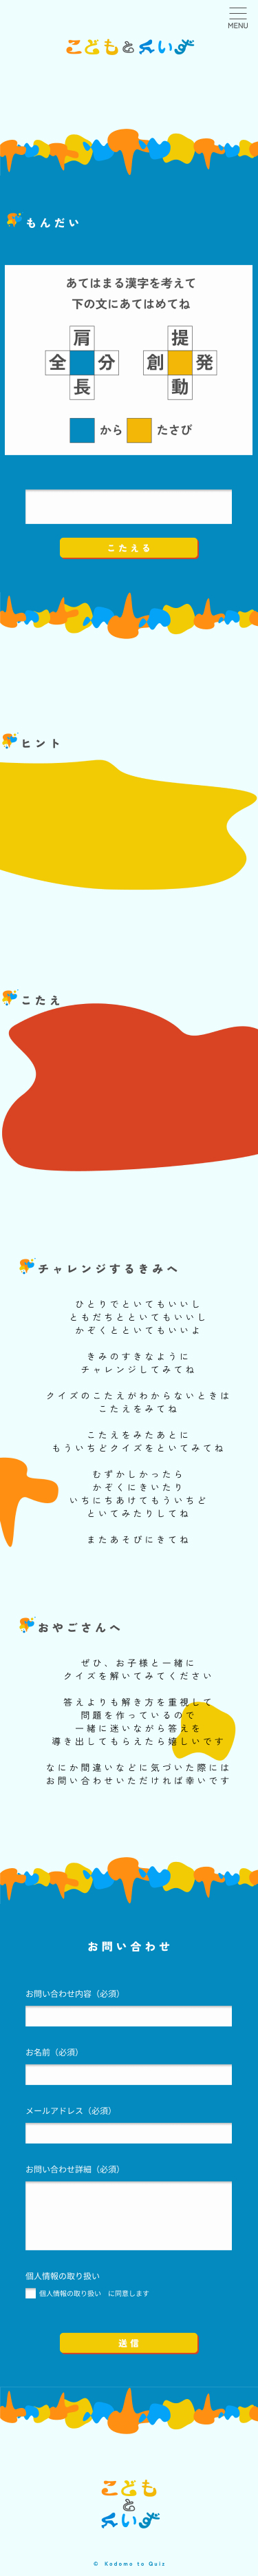 MENU
こどもとくいず
もんだい
あてはまる漢字を考えて
下の文にあてはめてね
肩 提
全 分 創 発
長 動
から たさび
こたえる
ヒント
こたえ
チャレンジするきみへ
ひとりでといてもいいし
ともだちとといてもいいし
かぞくとといてもいいよ
きみのすきなように
チャレンジしてみてね
クイズのこたえがわからないときは
こたえをみてね
こたえをみたあとに
もういちどクイズをといてみてね
むずかしかったら
かぞくにきいたり
いちにちあけてもういちど
といてみたりしてね
またあそびにきてね
おやごさんへ
ぜひ、お子様と一緒に
クイズを解いてみてください
答えよりも解き方を重視して
問題を作っているので
一緒に迷いながら答えを
導き出してもらえたら嬉しいです
なにか間違いなどに気づいた際には
お問い合わせいただければ幸いです
お問い合わせ
お問い合わせ内容（必須）
お名前（必須）
メールアドレス（必須）
お問い合わせ詳細（必須）
個人情報の取り扱い
個人情報の取り扱い　に同意します
送信
こども
と
くいず
© Kodomo to Quiz